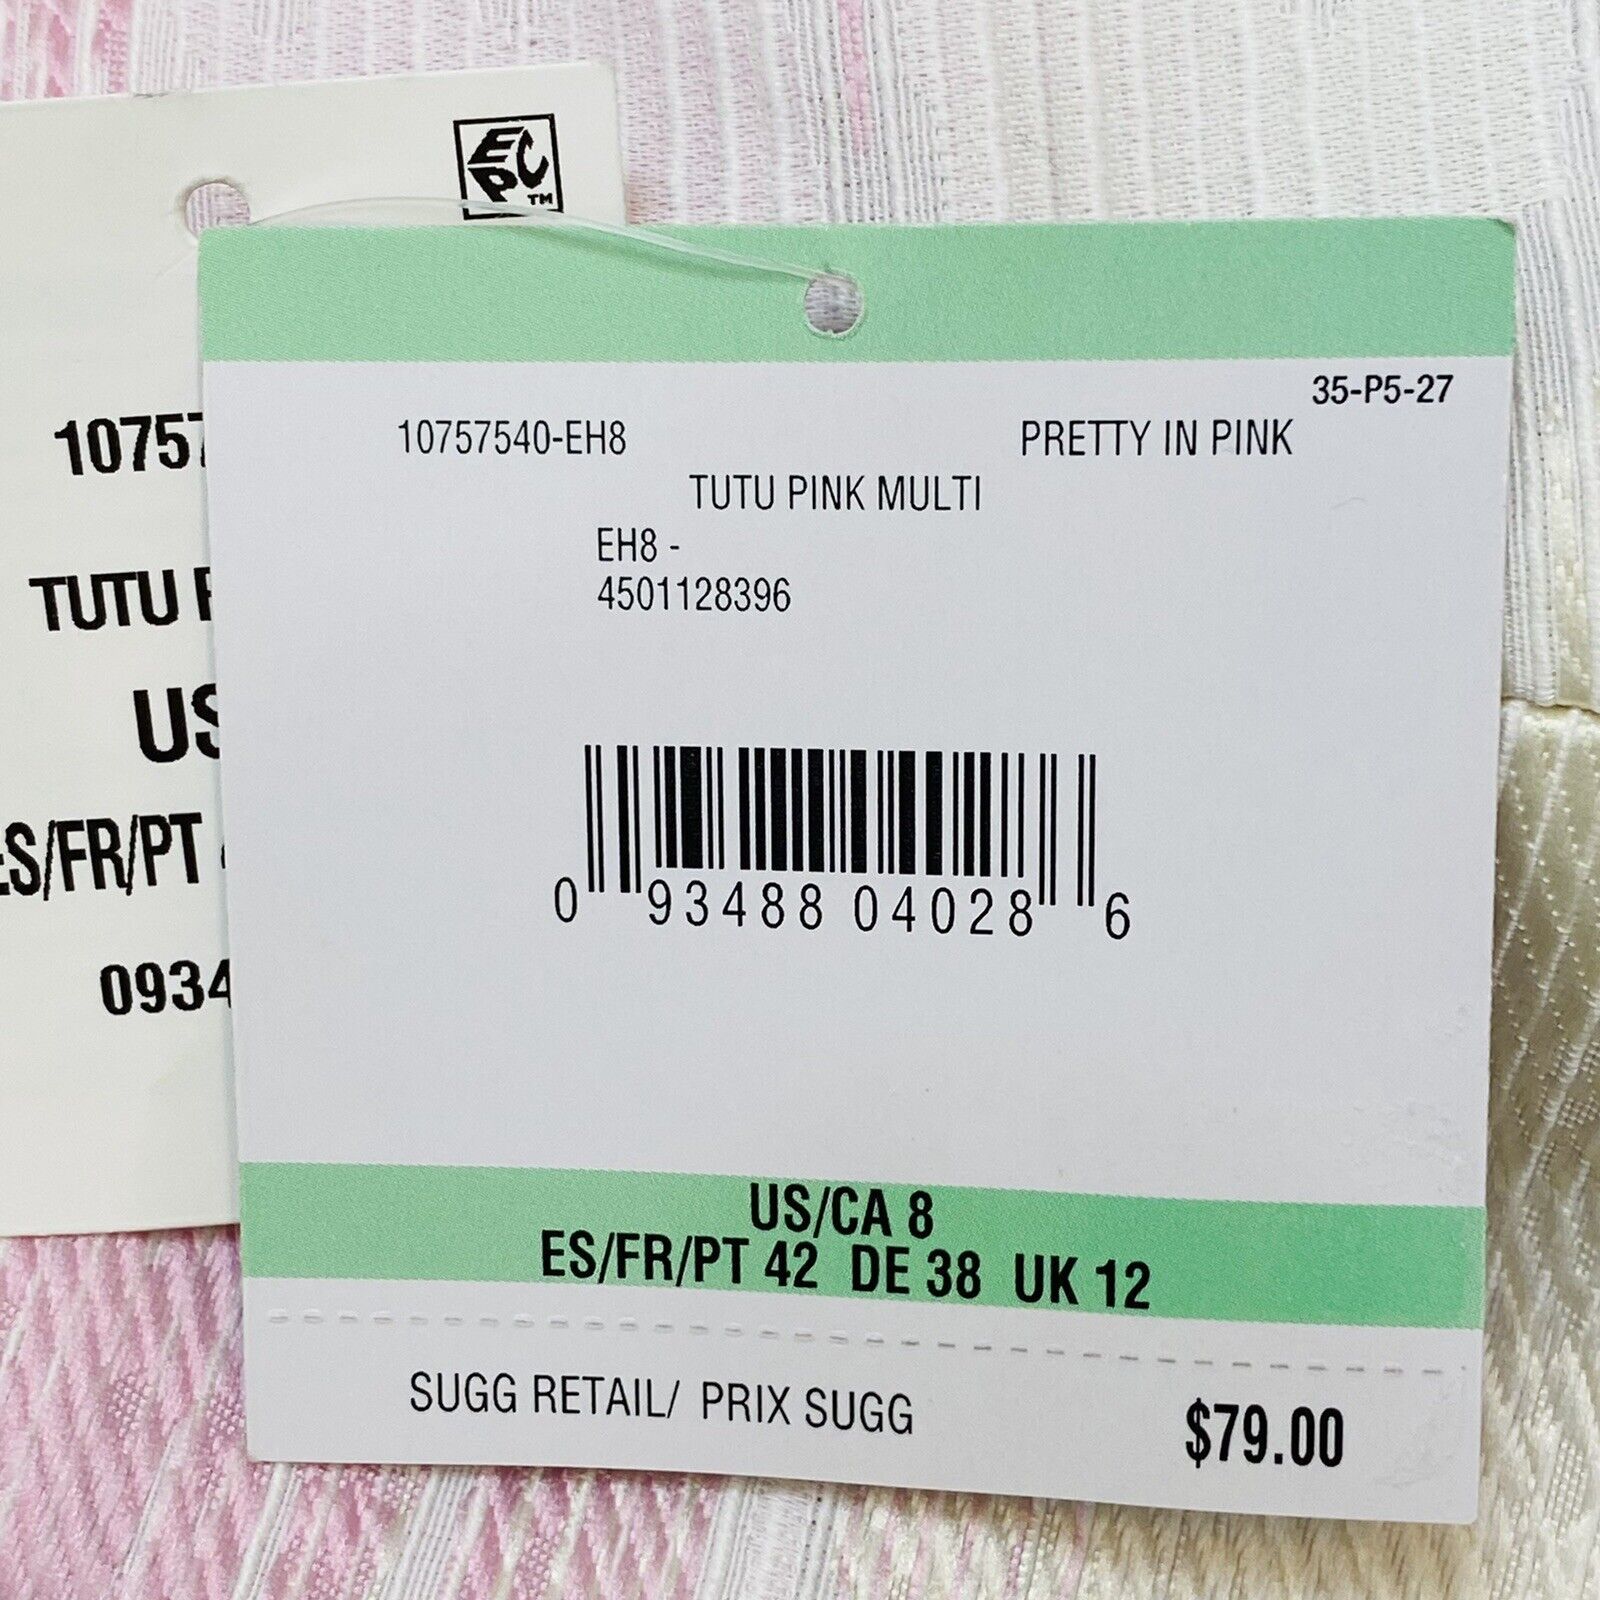 EPC™
10757
TUTU
US
ES/FR/PT
0934
35-P5-27
10757540-EH8 PRETTY IN PINK
TUTU PINK MULTI
EH8 -
4501128396
0 93488 04028 6
US/CA 8
ES/FR/PT 42 DE 38 UK 12
SUGG RETAIL/ PRIX SUGG $79.00